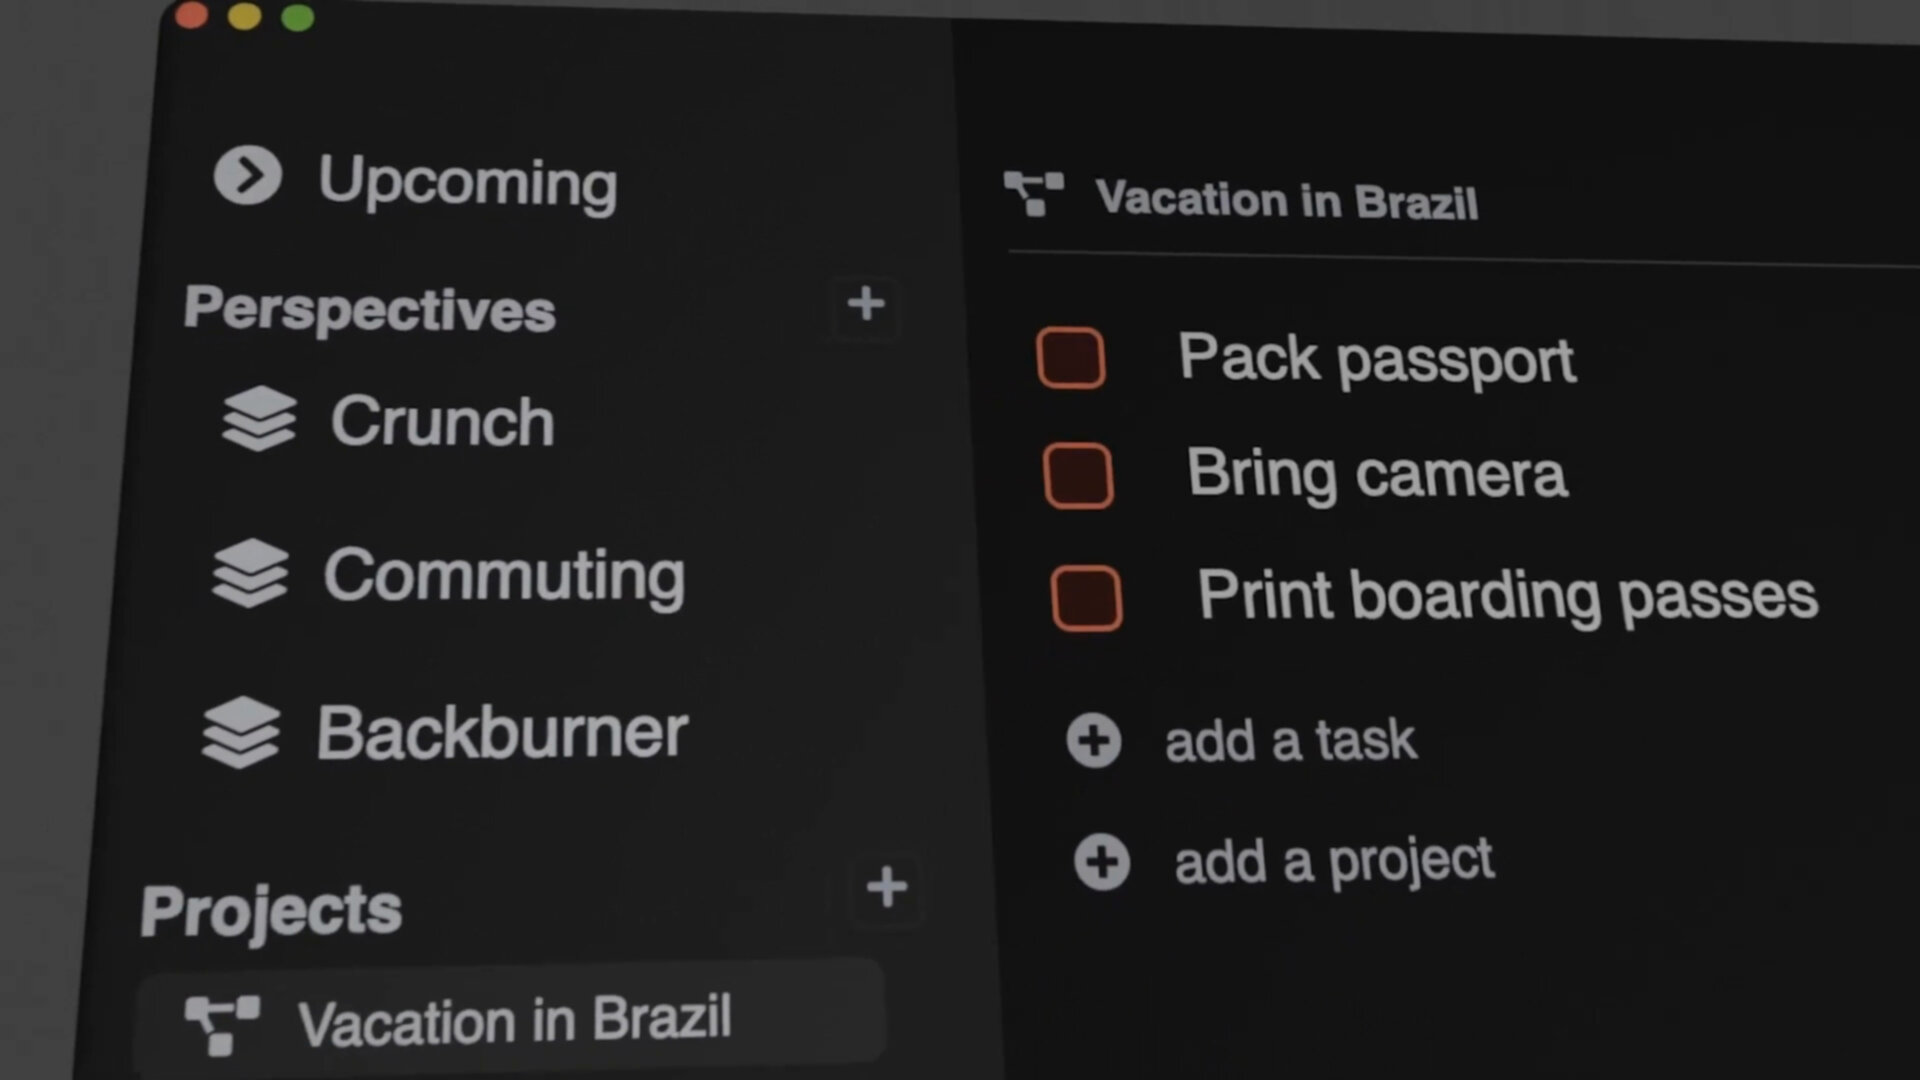 Upcoming
Perspectives
Crunch
Commuting
Backburner
Projects
Vacation in Brazil
Vacation in Brazil
Pack passport
Bring camera
Print boarding passes
add a task
add a project